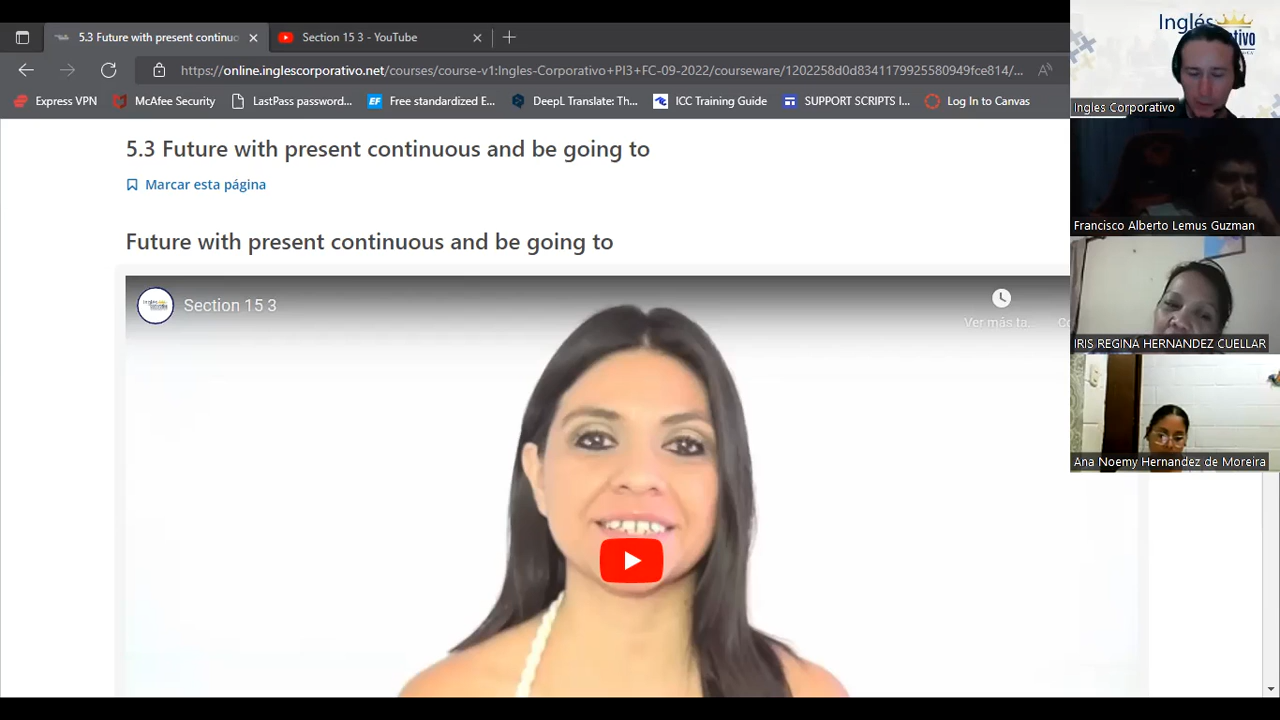 5.3 Future with present continuo
Section 15 3 - YouTube
https://online.inglescorporativo.net/courses/course-v1:Ingles-Corporativo+PI3+FC-09-2022/courseware/1202258d0d8341179925580949fce814/...
Express VPN
McAfee Security
LastPass password...
Free standardized E...
DeepL Translate: Th...
ICC Training Guide
SUPPORT SCRIPTS I...
Log In to Canvas
5.3 Future with present continuous and be going to
Marcar esta página
Future with present continuous and be going to
Section 15 3
Ver más ta...
Inglés
Ingles Corporativo
Francisco Alberto Lemus Guzman
IRIS REGINA HERNANDEZ CUELLAR
Ana Noemy Hernandez de Moreira